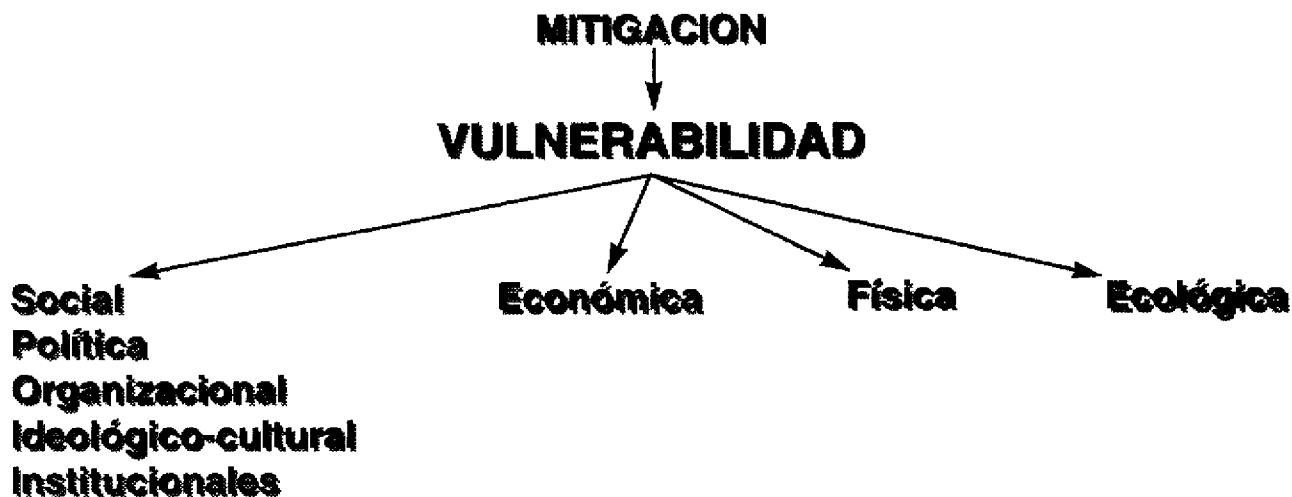 MITIGACION
VULNERABILIDAD
Social Económica Física Ecológica
Política
Organizacional
Ideológico-cultural
Institucionales